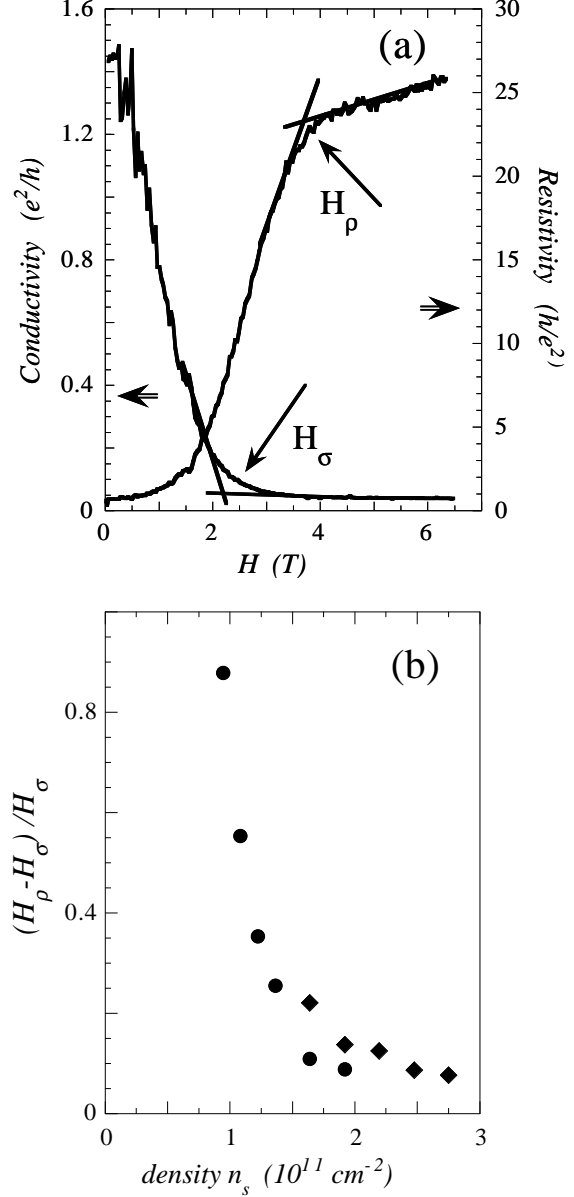 (a)
1.6
1.2
0.8
0.4
0
Conductivity (e²/h)
30
25
20
15
10
5
0
Resistivity (h/e²)
H_ρ
H_σ
0 2 4 6
H (T)
(b)
0.8
0.4
0
(H_ρ-H_σ)/H_σ
0 1 2 3
density n_s (10¹¹ cm⁻²)